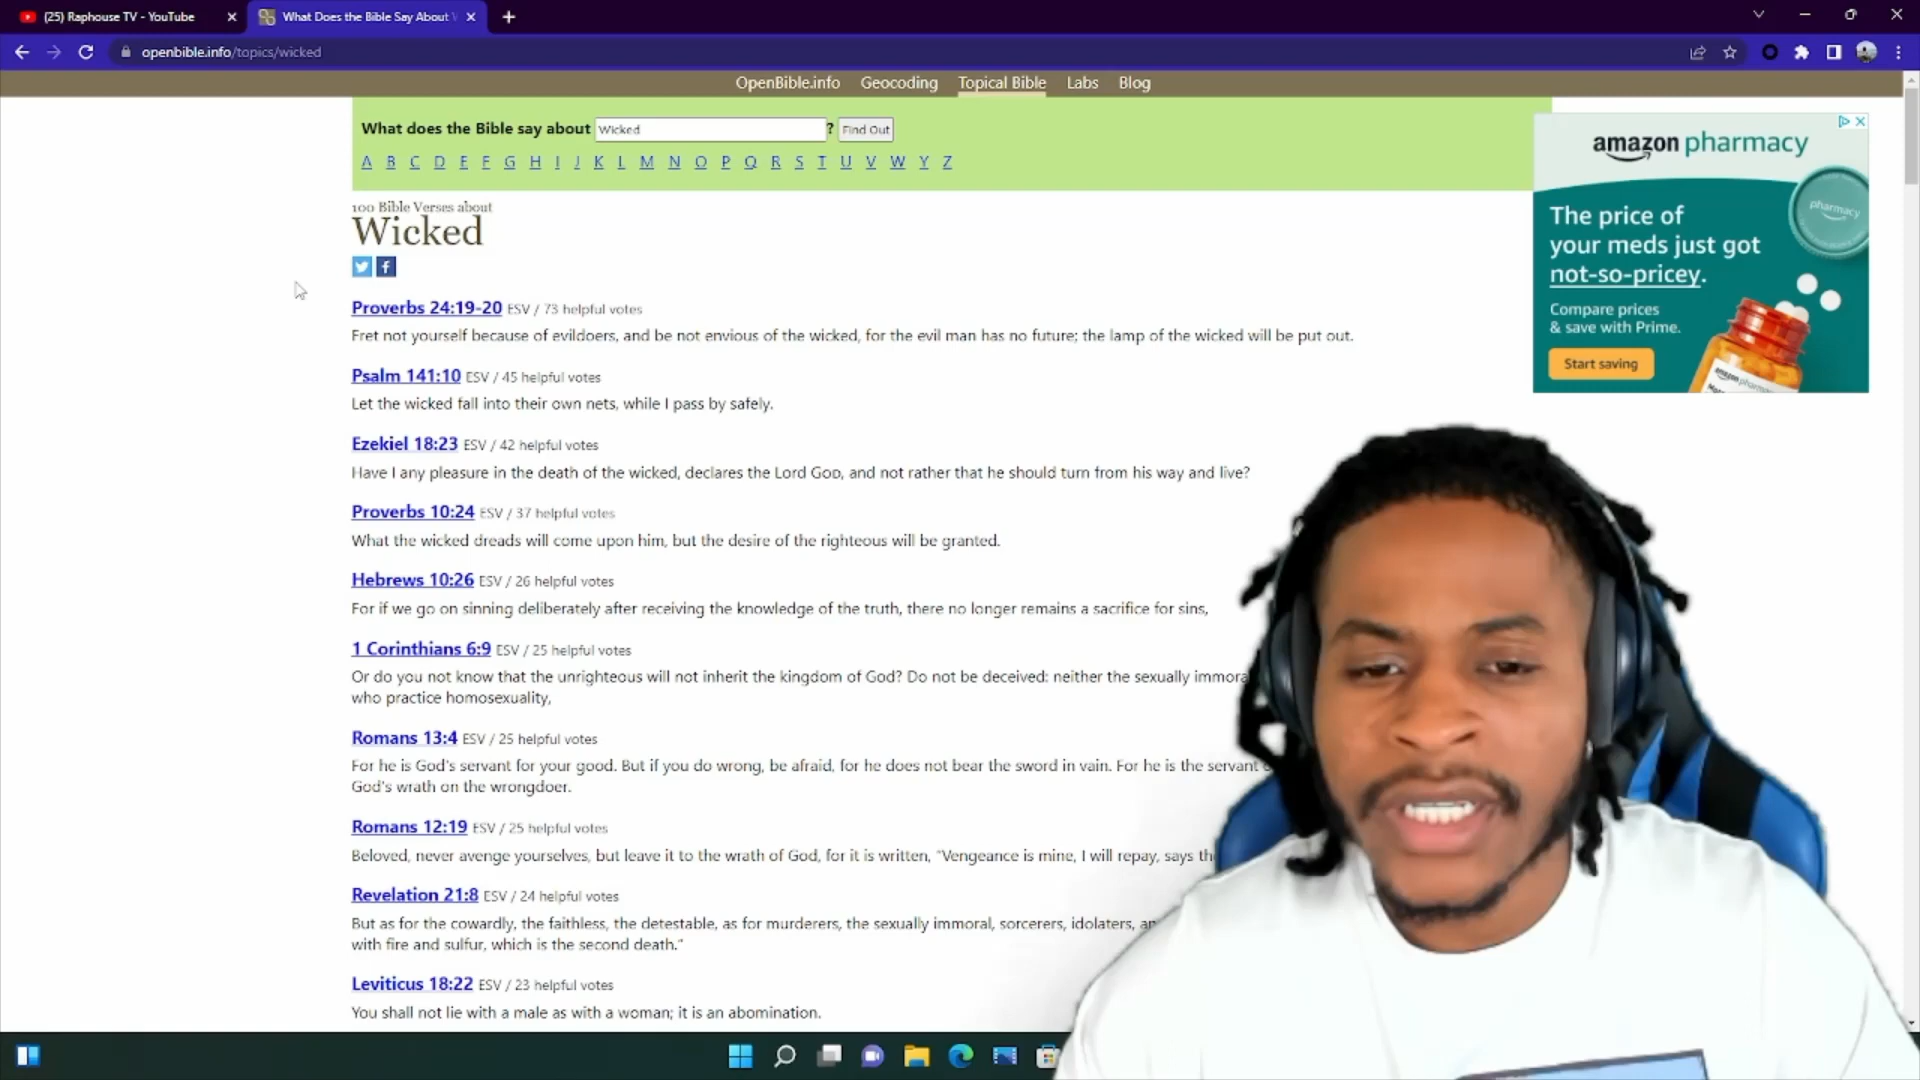 (25) Raphouse TV - YouTube
What Does the Bible Say About
openbible.info/topics/wicked
OpenBible.info Geocoding Topical Bible Labs Blog
What does the Bible say about Wicked ? Find Out
A B C D E F G H I J K L M N O P Q R S T U V W Y Z
100 Bible Verses about
Wicked
Proverbs 24:19-20 ESV / 73 helpful votes
Fret not yourself because of evildoers, and be not envious of the wicked, for the evil man has no future; the lamp of the wicked will be put out.
Psalm 141:10 ESV / 45 helpful votes
Let the wicked fall into their own nets, while I pass by safely.
Ezekiel 18:23 ESV / 42 helpful votes
Have I any pleasure in the death of the wicked, declares the Lord God, and not rather that he should turn from his way and live?
Proverbs 10:24 ESV / 37 helpful votes
What the wicked dreads will come upon him, but the desire of the righteous will be granted.
Hebrews 10:26 ESV / 26 helpful votes
For if we go on sinning deliberately after receiving the knowledge of the truth, there no longer remains a sacrifice for sins,
1 Corinthians 6:9 ESV / 25 helpful votes
Or do you not know that the unrighteous will not inherit the kingdom of God? Do not be deceived: neither the sexually immora
who practice homosexuality,
Romans 13:4 ESV / 25 helpful votes
For he is God's servant for your good. But if you do wrong, be afraid, for he does not bear the sword in vain. For he is the servant
God's wrath on the wrongdoer.
Romans 12:19 ESV / 25 helpful votes
Beloved, never avenge yourselves, but leave it to the wrath of God, for it is written, "Vengeance is mine, I will repay, says th
Revelation 21:8 ESV / 24 helpful votes
But as for the cowardly, the faithless, the detestable, as for murderers, the sexually immoral, sorcerers, idolaters, an
with fire and sulfur, which is the second death."
Leviticus 18:22 ESV / 23 helpful votes
You shall not lie with a male as with a woman; it is an abomination.
amazon pharmacy
pharmacy
The price of
your meds just got
not-so-pricey.
Compare prices
& save with Prime.
Start saving
amazon pharmacy